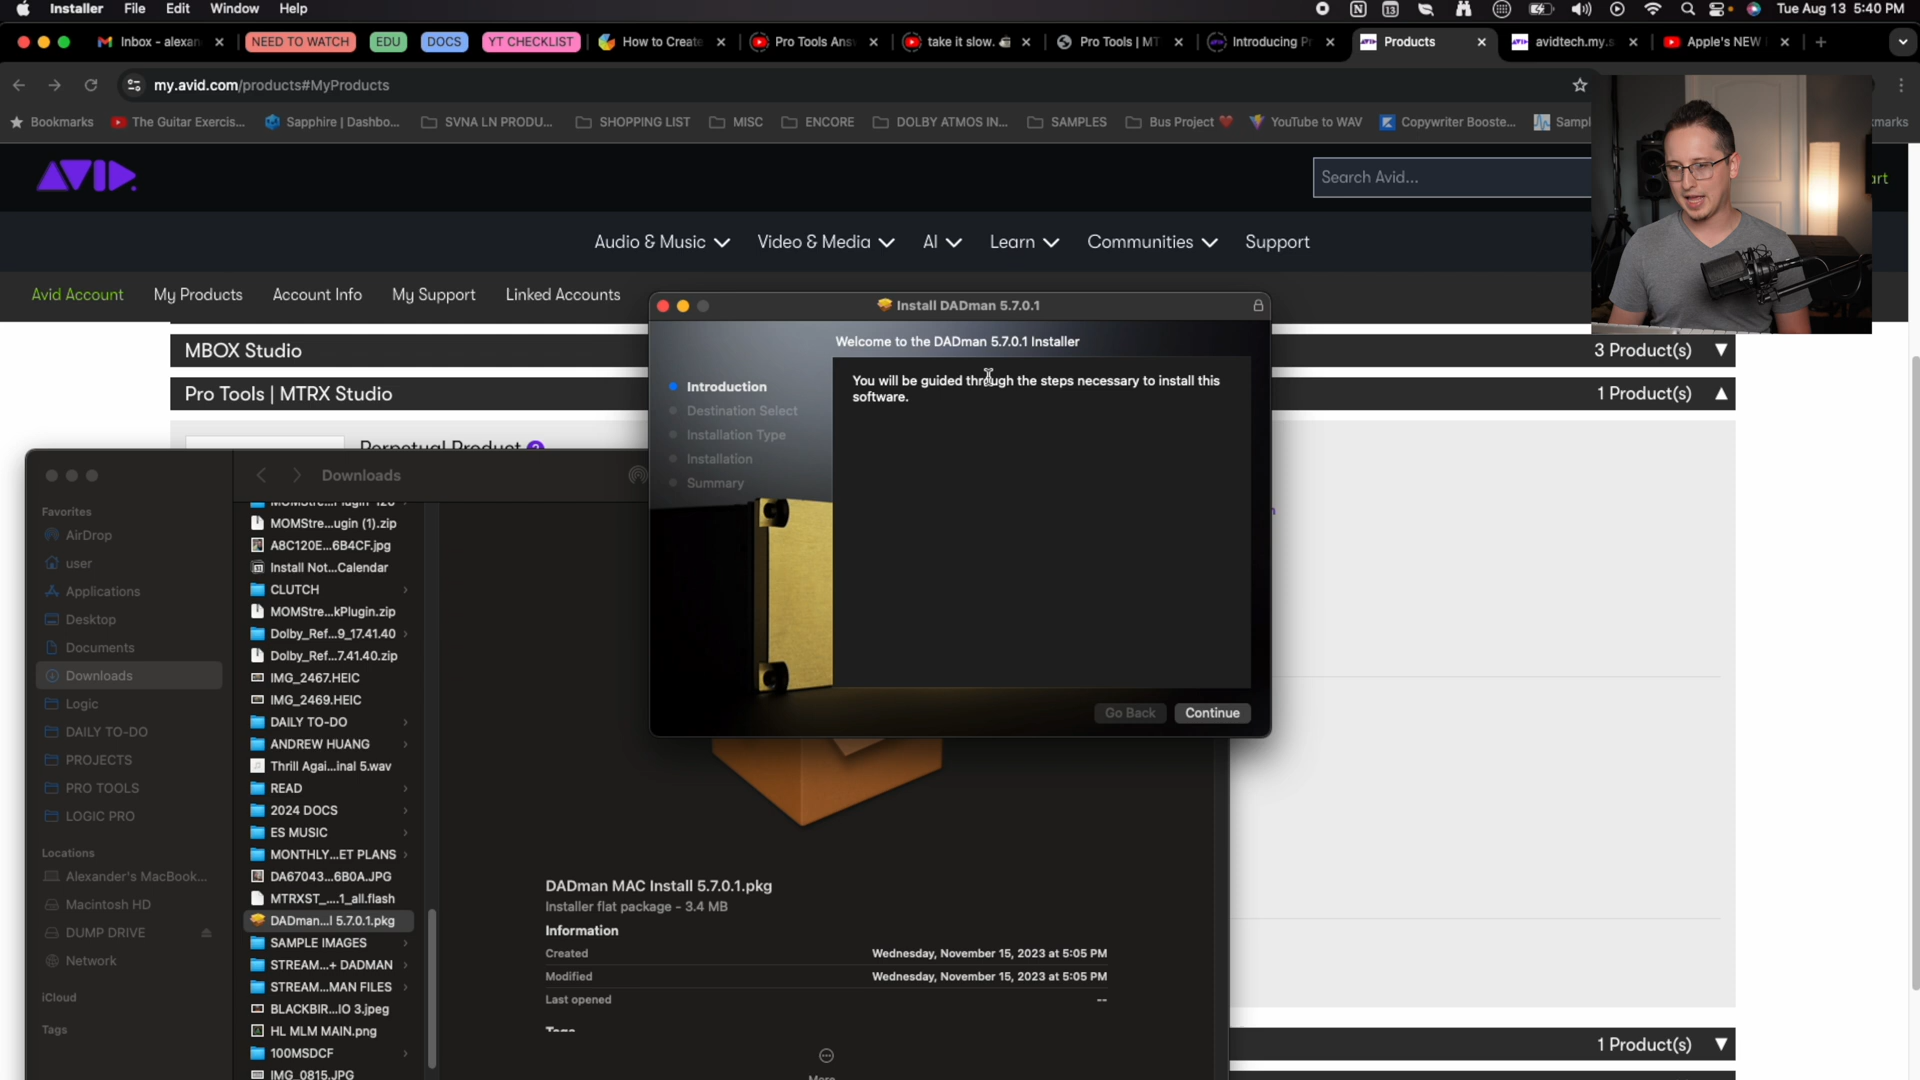 Installer File Edit Window Help
13
Tue Aug 13 5:40 PM
Inbox - alexan
NEED TO WATCH
EDU
DOCS
YT CHECKLIST
How to Create
Pro Tools Ans
take it slow.
Pro Tools | MT
Introducing P
Products
avidtech.my.s
Apple's NEW
my.avid.com/products#MyProducts
Bookmarks
The Guitar Exercis...
Sapphire | Dashbo...
SVNA LN PRODU...
SHOPPING LIST
MISC
ENCORE
DOLBY ATMOS IN...
SAMPLES
Bus Project
YouTube to WAV
Copywriter Booste...
Sampl
marks
AVID
Search Avid...
art
Audio & Music
Video & Media
AI
Learn
Communities
Support
Avid Account
My Products
Account Info
My Support
Linked Accounts
MBOX Studio
3 Product(s)
Pro Tools | MTRX Studio
1 Product(s)
Perpetual Product
Install DADman 5.7.0.1
Welcome to the DADman 5.7.0.1 Installer
Introduction
Destination Select
Installation Type
Installation
Summary
You will be guided through the steps necessary to install this
software.
Go Back
Continue
Downloads
Favorites
AirDrop
user
Applications
Desktop
Documents
Downloads
Logic
DAILY TO-DO
PROJECTS
PRO TOOLS
LOGIC PRO
Locations
Alexander's MacBook...
Macintosh HD
DUMP DRIVE
Network
iCloud
Tags
MOMStre...ugin (1).zip
A8C120E...6B4CF.jpg
Install Not...Calendar
CLUTCH
MOMStre...kPlugin.zip
Dolby_Ref...9_17.41.40
Dolby_Ref...7.41.40.zip
IMG_2467.HEIC
IMG_2469.HEIC
DAILY TO-DO
ANDREW HUANG
Thrill Agai...inal 5.wav
READ
2024 DOCS
ES MUSIC
MONTHLY...ET PLANS
DA67043...6B0A.JPG
MTRXST_....1_all.flash
DADman...l 5.7.0.1.pkg
SAMPLE IMAGES
STREAM...+ DADMAN
STREAM...MAN FILES
BLACKBIR...IO 3.jpeg
HL MLM MAIN.png
100MSDCF
IMG_0815.JPG
DADman MAC Install 5.7.0.1.pkg
Installer flat package - 3.4 MB
Information
Created Wednesday, November 15, 2023 at 5:05 PM
Modified Wednesday, November 15, 2023 at 5:05 PM
Last opened --
Tags
More
1 Product(s)